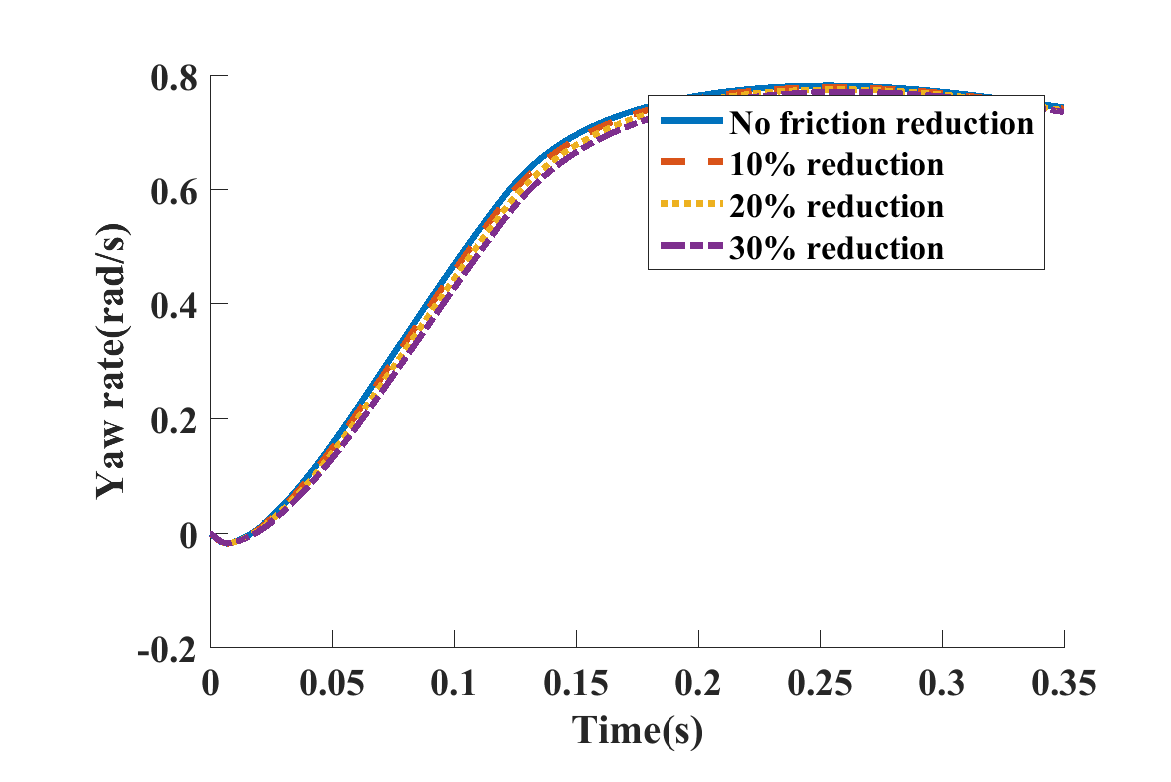 0.8
0.6
0.4
0.2
0
-0.2
Yaw rate(rad/s)
No friction reduction
10% reduction
20% reduction
30% reduction
0 0.05 0.1 0.15 0.2 0.25 0.3 0.35
Time(s)